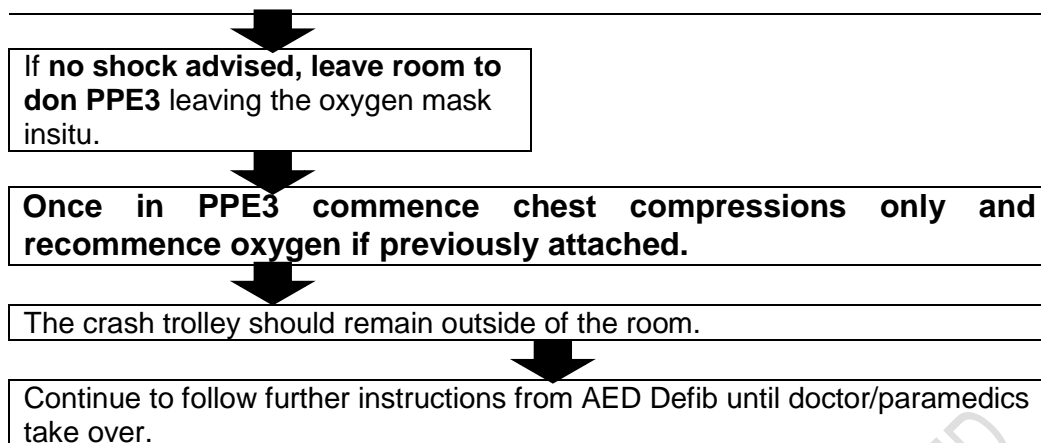 If no shock advised, leave room to
don PPE3 leaving the oxygen mask
insitu.
Once in PPE3 commence chest compressions only and
recommence oxygen if previously attached.
The crash trolley should remain outside of the room.
Continue to follow further instructions from AED Defib until doctor/paramedics
take over.